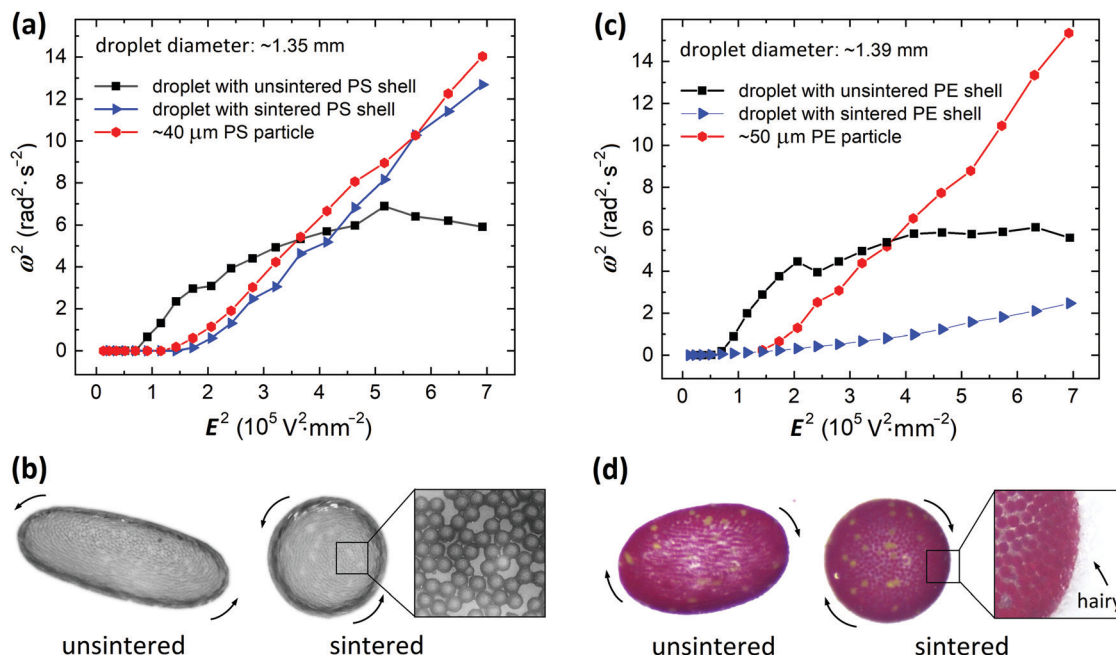 (a)
droplet diameter: ~1.35 mm
droplet with unsintered PS shell
droplet with sintered PS shell
~40 μm PS particle
ω² (rad²·s⁻²)
14
12
10
8
6
4
2
0
0 1 2 3 4 5 6 7
E² (10⁵ V²·mm⁻²)
(c)
droplet diameter: ~1.39 mm
droplet with unsintered PE shell
droplet with sintered PE shell
~50 μm PE particle
ω² (rad²·s⁻²)
14
12
10
8
6
4
2
0
0 1 2 3 4 5 6 7
E² (10⁵ V²·mm⁻²)
(b)
unsintered
sintered
(d)
hairy
unsintered
sintered